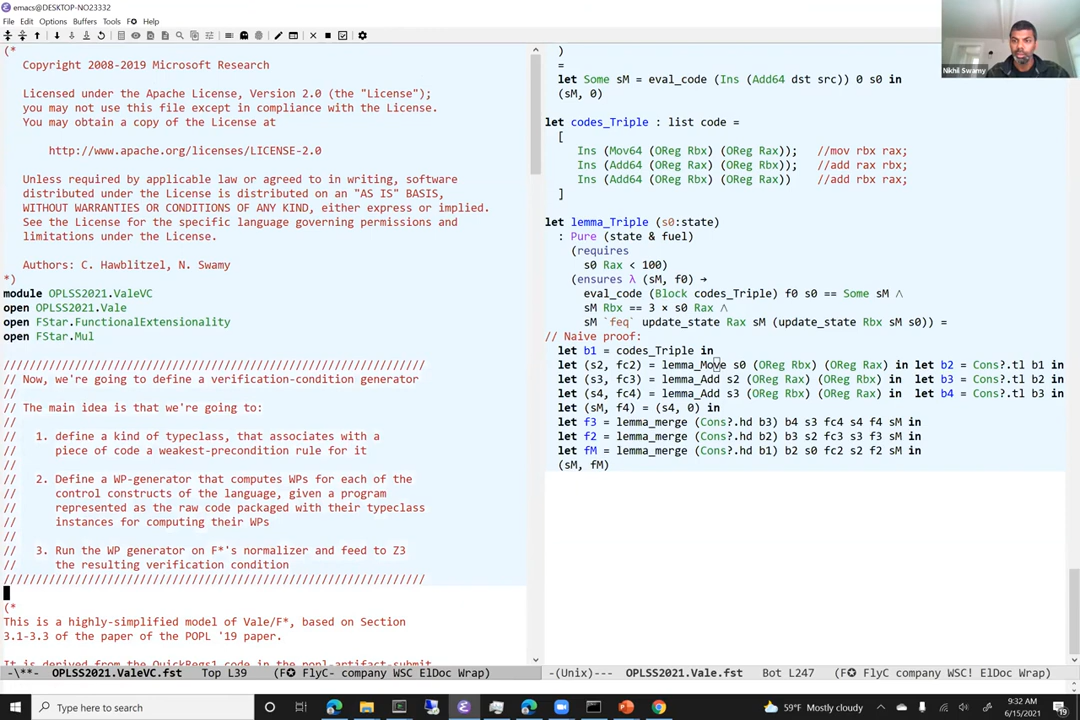 emacs@DESKTOP-NO23332
File Edit Options Buffers Tools F✪ Help
(*
Copyright 2008-2019 Microsoft Research
Licensed under the Apache License, Version 2.0 (the "License");
you may not use this file except in compliance with the License.
You may obtain a copy of the License at
http://www.apache.org/licenses/LICENSE-2.0
Unless required by applicable law or agreed to in writing, software
distributed under the License is distributed on an "AS IS" BASIS,
WITHOUT WARRANTIES OR CONDITIONS OF ANY KIND, either express or implied.
See the License for the specific language governing permissions and
limitations under the License.
Authors: C. Hawblitzel, N. Swamy
*)
module OPLSS2021.ValeVC
open OPLSS2021.Vale
open FStar.FunctionalExtensionality
open FStar.Mul
/////////////////////////////////////////////////////////////////
// Now, we're going to define a verification-condition generator
//
// The main idea is that we're going to:
//
// 1. define a kind of typeclass, that associates with a
// piece of code a weakest-precondition rule for it
//
// 2. Define a WP-generator that computes WPs for each of the
// control constructs of the language, given a program
// represented as the raw code packaged with their typeclass
// instances for computing their WPs
//
// 3. Run the WP generator on F*'s normalizer and feed to Z3
// the resulting verification condition
/////////////////////////////////////////////////////////////////
(*
This is a highly-simplified model of Vale/F*, based on Section
3.1-3.3 of the paper of the POPL '19 paper.
It is derived from the QuickRegs1 code in the popl-artifact-submit
-\**- OPLSS2021.ValeVC.fst Top L39 (F✪ FlyC- company WSC! ElDoc Wrap)
)
=
let Some sM = eval_code (Ins (Add64 dst src)) 0 s0 in
(sM, 0)
let codes_Triple : list code =
[
Ins (Mov64 (OReg Rbx) (OReg Rax)); //mov rbx rax;
Ins (Add64 (OReg Rax) (OReg Rbx)); //add rax rbx;
Ins (Add64 (OReg Rbx) (OReg Rax)) //add rbx rax;
]
let lemma_Triple (s0:state)
: Pure (state & fuel)
(requires
s0 Rax < 100)
(ensures λ (sM, f0) →
eval_code (Block codes_Triple) f0 s0 == Some sM ∧
sM Rbx == 3 × s0 Rax ∧
sM `feq` update_state Rax sM (update_state Rbx sM s0)) =
// Naive proof:
let b1 = codes_Triple in
let (s2, fc2) = lemma_Move s0 (OReg Rbx) (OReg Rax) in let b2 = Cons?.tl b1 in
let (s3, fc3) = lemma_Add s2 (OReg Rax) (OReg Rbx) in let b3 = Cons?.tl b2 in
let (s4, fc4) = lemma_Add s3 (OReg Rbx) (OReg Rax) in let b4 = Cons?.tl b3 in
let (sM, f4) = (s4, 0) in
let f3 = lemma_merge (Cons?.hd b3) b4 s3 fc4 s4 f4 sM in
let f2 = lemma_merge (Cons?.hd b2) b3 s2 fc3 s3 f3 sM in
let fM = lemma_merge (Cons?.hd b1) b2 s0 fc2 s2 f2 sM in
(sM, fM)
-(Unix)--- OPLSS2021.Vale.fst Bot L247 (F✪ FlyC company WSC! ElDoc Wrap)
Nikhil Swamy
Type here to search
59°F Mostly cloudy
9:32 AM
6/15/2021
19